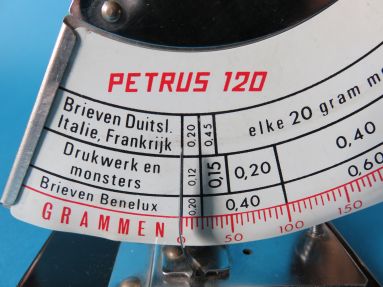 PETRUS 120
Brieven Duitsl. 0,20 0,45 elke 20 gram
Italie, Frankrijk
Drukwerk en 0,12 0,15 0,20 0,40
monsters
Brieven Benelux 0,20 0,40 0,60
GRAMMEN 0 50 100 150